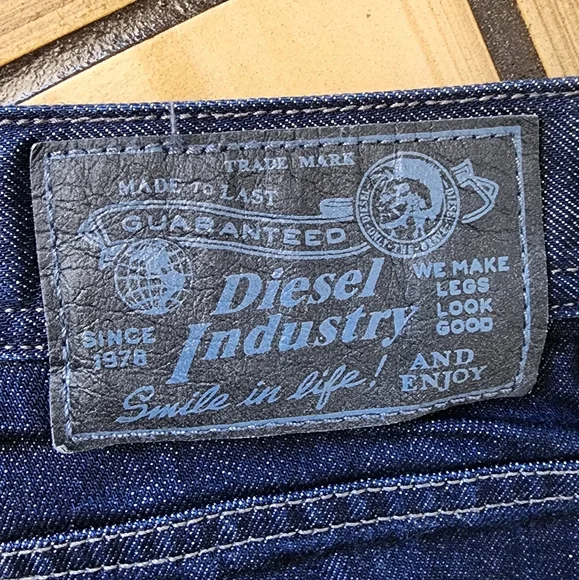 TRADE MARK
MADE TO LAST
GUARANTEED
Diesel
Industry
SINCE
1978
WE MAKE
LEGS
LOOK
GOOD
Smile in life!
AND
ENJOY